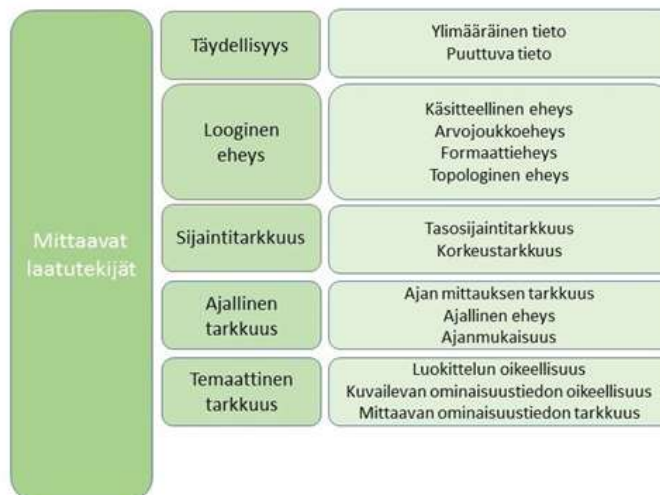 Mittaavat
laatutekijät
Täydellisyys
Ylimääräinen tieto
Puuttuva tieto
Looginen
eheys
Käsitteellinen eheys
Arvojoukkoeheys
Formaattieheys
Topologinen eheys
Sijaintitarkkuus
Tasosijaintitarkkuus
Korkeustarkkuus
Ajallinen
tarkkuus
Ajan mittauksen tarkkuus
Ajallinen eheys
Ajanmukaisuus
Temaattinen
tarkkuus
Luokittelun oikeellisuus
Kuvailevan ominaisuustiedon oikeellisuus
Mittaavan ominaisuustiedon tarkkuus